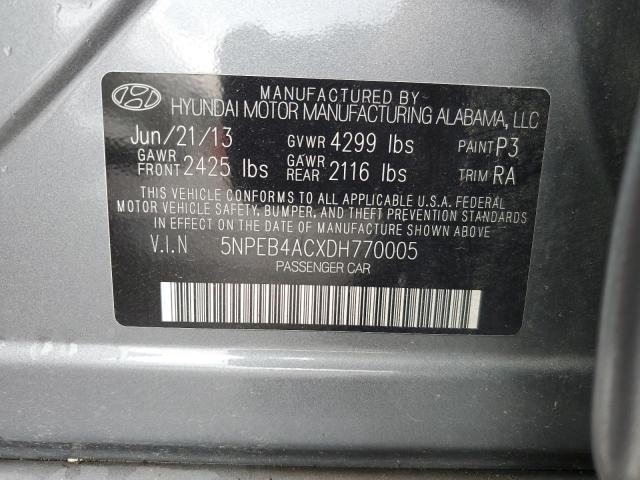 MANUFACTURED BY
HYUNDAI MOTOR MANUFACTURING ALABAMA, LLC
Jun/21/13 GVWR 4299 lbs PAINT P3
GAWR FRONT 2425 lbs GAWR REAR 2116 lbs TRIM RA
THIS VEHICLE CONFORMS TO ALL APPLICABLE U.S.A. FEDERAL
MOTOR VEHICLE SAFETY, BUMPER, AND THEFT PREVENTION
STANDARDS IN EFFECT ON THE DATE OF MANUFACTURE SHOWN ABOVE.
V.I.N 5NPEB4ACXDH770005
PASSENGER CAR